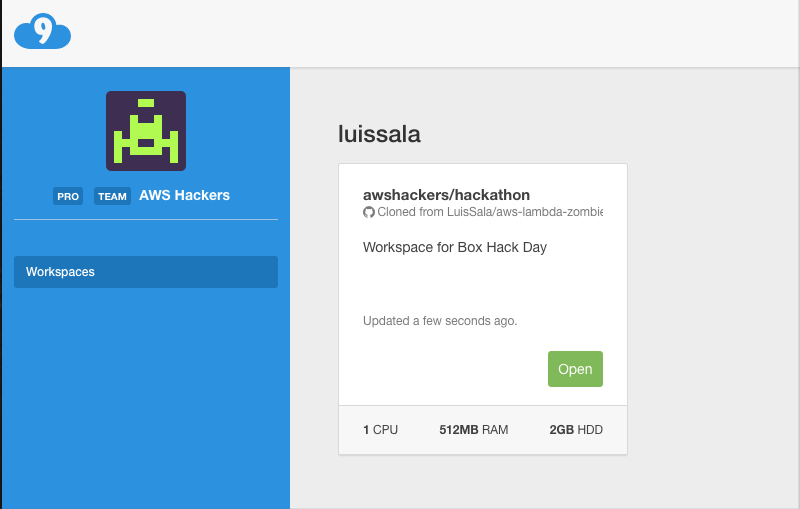 9
PRO TEAM AWS Hackers
Workspaces
luissala
awshackers/hackathon
Cloned from LuisSala/aws-lambda-zombie
Workspace for Box Hack Day
Updated a few seconds ago.
Open
1 CPU 512MB RAM 2GB HDD